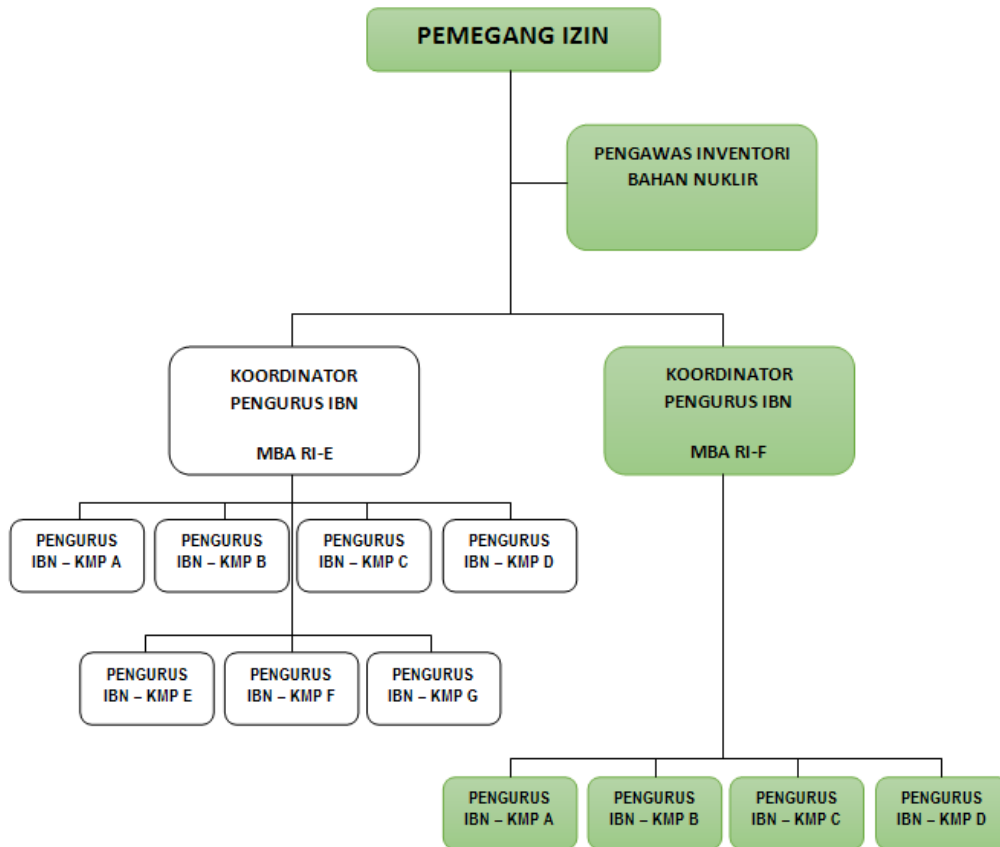 PEMEGANG IZIN
PENGAWAS INVENTORI
BAHAN NUKLIR
KOORDINATOR
PENGURUS IBN
MBA RI-E
KOORDINATOR
PENGURUS IBN
MBA RI-F
PENGURUS
IBN – KMP A
PENGURUS
IBN – KMP B
PENGURUS
IBN – KMP C
PENGURUS
IBN – KMP D
PENGURUS
IBN – KMP E
PENGURUS
IBN – KMP F
PENGURUS
IBN – KMP G
PENGURUS
IBN – KMP A
PENGURUS
IBN – KMP B
PENGURUS
IBN – KMP C
PENGURUS
IBN – KMP D